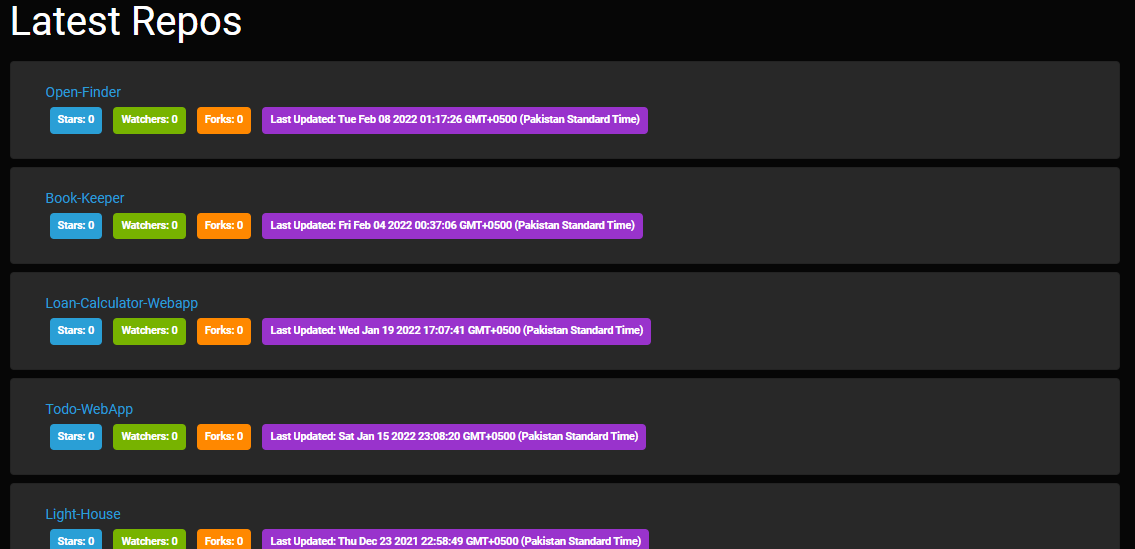 Latest Repos
Open-Finder
Stars: 0 Watchers: 0 Forks: 0 Last Updated: Tue Feb 08 2022 01:17:26 GMT+0500 (Pakistan Standard Time)
Book-Keeper
Stars: 0 Watchers: 0 Forks: 0 Last Updated: Fri Feb 04 2022 00:37:06 GMT+0500 (Pakistan Standard Time)
Loan-Calculator-Webapp
Stars: 0 Watchers: 0 Forks: 0 Last Updated: Wed Jan 19 2022 17:07:41 GMT+0500 (Pakistan Standard Time)
Todo-WebApp
Stars: 0 Watchers: 0 Forks: 0 Last Updated: Sat Jan 15 2022 23:08:20 GMT+0500 (Pakistan Standard Time)
Light-House
Stars: 0 Watchers: 0 Forks: 0 Last Updated: Thu Dec 23 2021 22:58:49 GMT+0500 (Pakistan Standard Time)